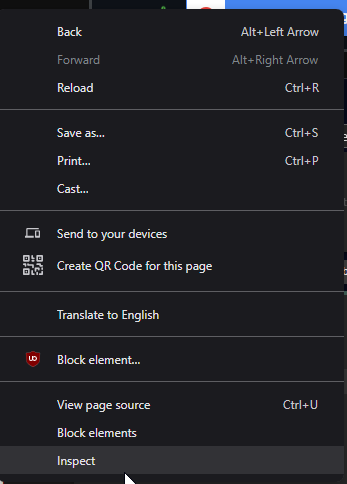 Back Alt+Left Arrow
Forward Alt+Right Arrow
Reload Ctrl+R
Save as... Ctrl+S
Print... Ctrl+P
Cast...
Send to your devices
Create QR Code for this page
Translate to English
Block element...
View page source Ctrl+U
Block elements
Inspect